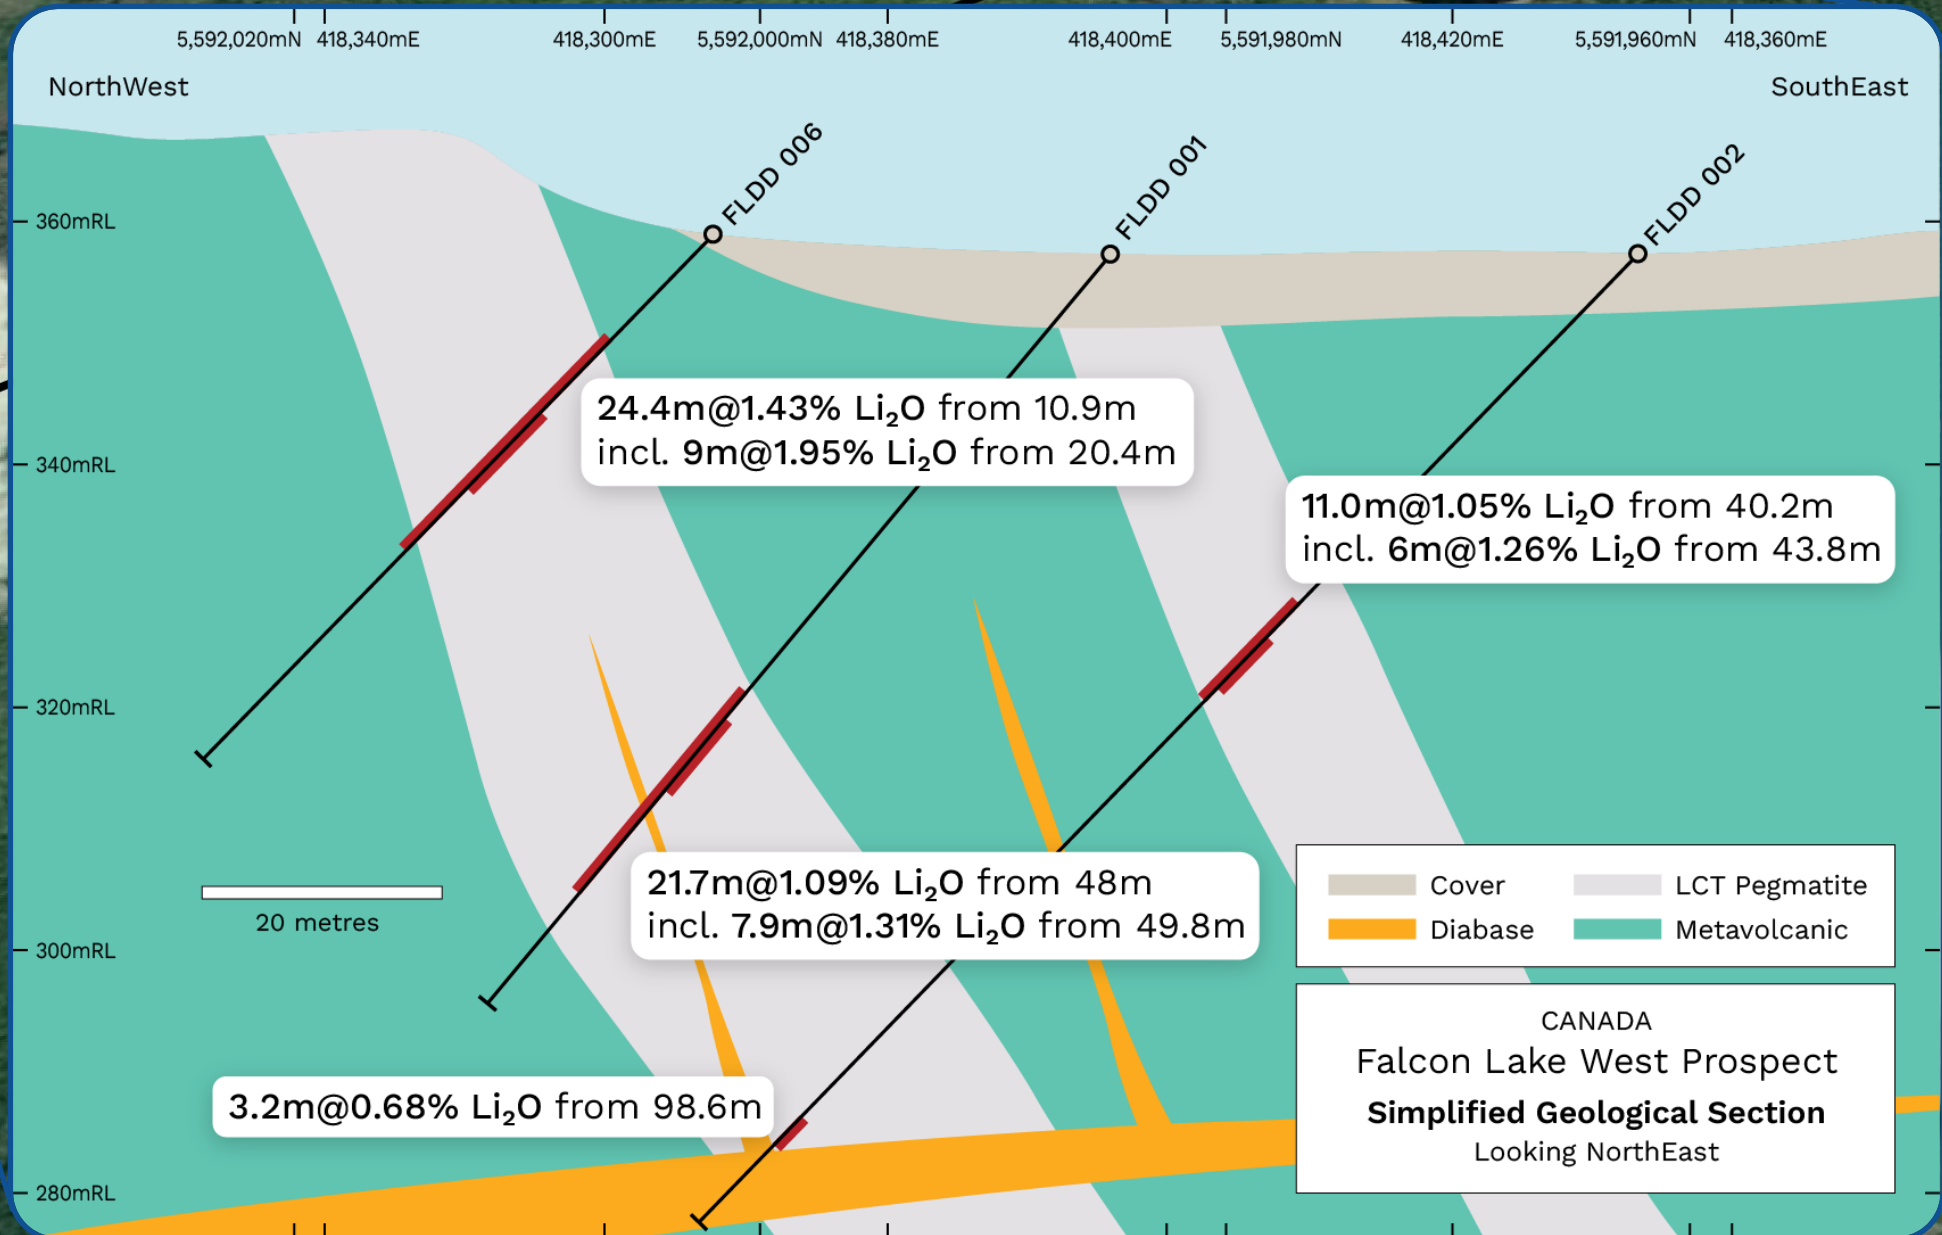 5,592,020mN 418,340mE 418,300mE 5,592,000mN 418,380mE 418,400mE 5,591,980mN 418,420mE 5,591,960mN 418,360mE
NorthWest
SouthEast
FLDD 006
FLDD 001
FLDD 002
360mRL
340mRL
320mRL
300mRL
280mRL
24.4m@1.43% Li₂O from 10.9m
incl. 9m@1.95% Li₂O from 20.4m
11.0m@1.05% Li₂O from 40.2m
incl. 6m@1.26% Li₂O from 43.8m
21.7m@1.09% Li₂O from 48m
incl. 7.9m@1.31% Li₂O from 49.8m
3.2m@0.68% Li₂O from 98.6m
20 metres
Cover
LCT Pegmatite
Diabase
Metavolcanic
CANADA
Falcon Lake West Prospect
Simplified Geological Section
Looking NorthEast